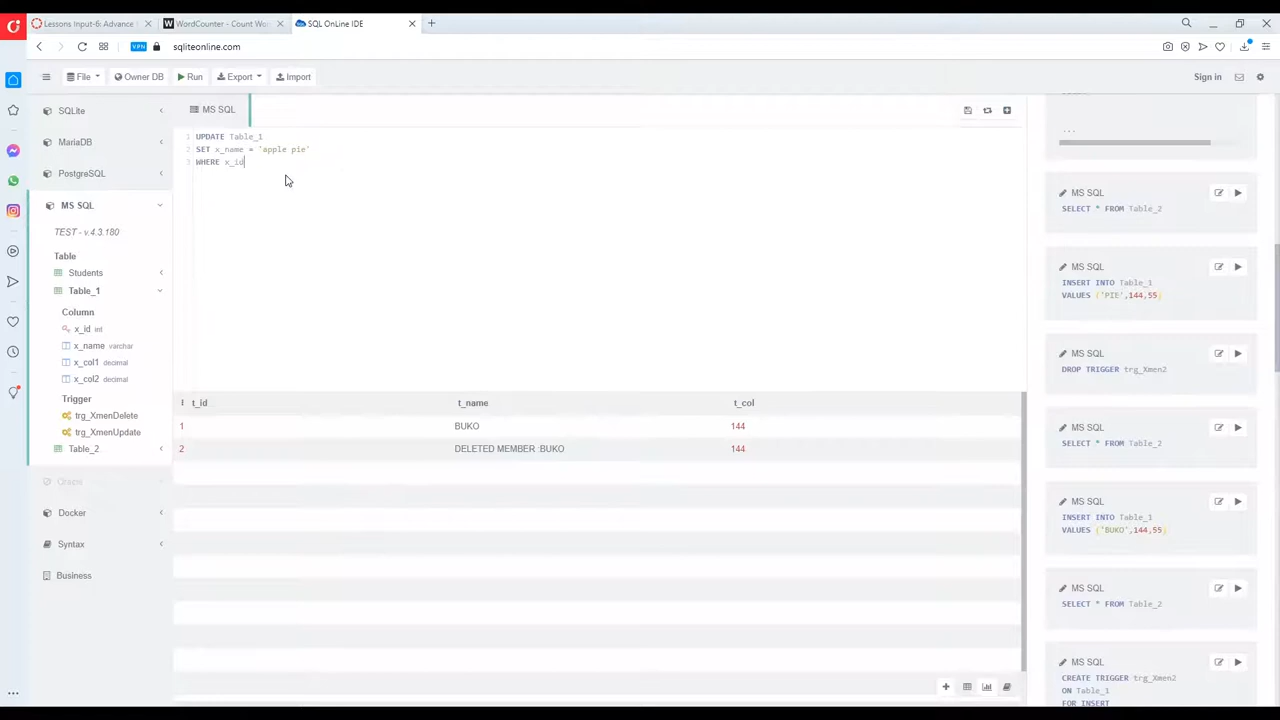 Lessons Input-6: Advance
WordCounter - Count Wo
SQL OnLine IDE
VPN
sqliteonline.com
File
Owner DB
Run
Export
Import
Sign in
SQLite
MariaDB
PostgreSQL
MS SQL
TEST - v.4.3.180
Table
Students
Table_1
Column
x_id int
x_name varchar
x_col1 decimal
x_col2 decimal
Trigger
trg_XmenDelete
trg_XmenUpdate
Table_2
Oracle
Docker
Syntax
Business
MS SQL
1 UPDATE Table_1
2 SET x_name = 'apple pie'
3 WHERE x_id
t_id t_name t_col
1 BUKO 144
2 DELETED MEMBER :BUKO 144
...
MS SQL
SELECT * FROM Table_2
MS SQL
INSERT INTO Table_1
VALUES ('PIE',144,55)
MS SQL
DROP TRIGGER trg_Xmen2
MS SQL
SELECT * FROM Table_2
MS SQL
INSERT INTO Table_1
VALUES ('BUKO',144,55)
MS SQL
SELECT * FROM Table_2
MS SQL
CREATE TRIGGER trg_Xmen2
ON Table_1
FOR INSERT